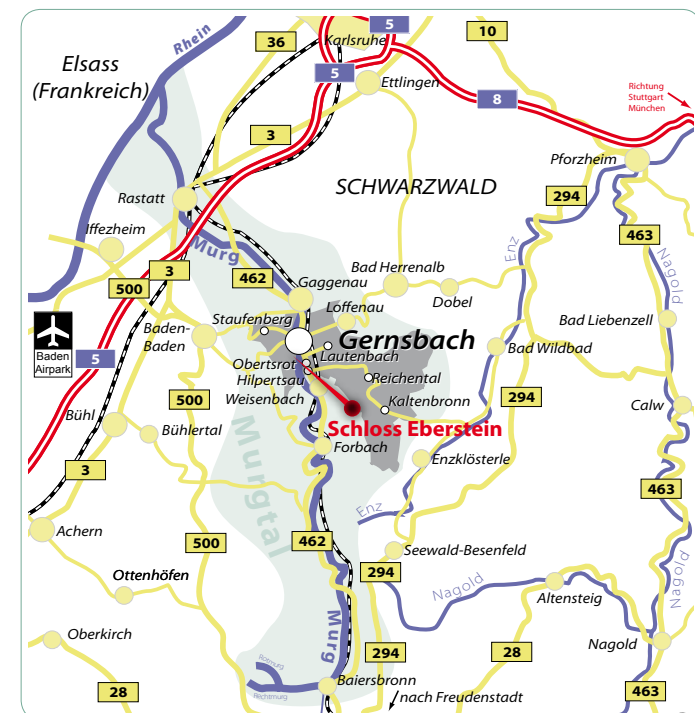 5
36
10
Karlsruhe
Rhein
Elsass
(Frankreich)
5
Ettlingen
Richtung
Stuttgart
München
8
3
Pforzheim
SCHWARZWALD
294
Rastatt
Iffezheim
Murg
Enz
463
Nagold
3
462
Bad Herrenalb
500
Gaggenau
Dobel
Loffenau
Staufenberg
Bad Liebenzell
Baden-
Baden
Gernsbach
Baden
Airpark
5
Obertsrot
Lautenbach
Bad Wildbad
Hilpertsau
Reichental
Weisenbach
Kaltenbronn
500
294
Calw
Bühl
Schloss Eberstein
Bühlertal
Murgtal
Forbach
Enzklösterle
3
463
Enz
Achern
500
462
Seewald-Besenfeld
294
Nagold
Nagold
Ottenhöfen
Altensteig
Oberkirch
Murg
Nagold
294
28
Rotmurg
Rechtmurg
Baiersbronn
28
nach Freudenstadt
463